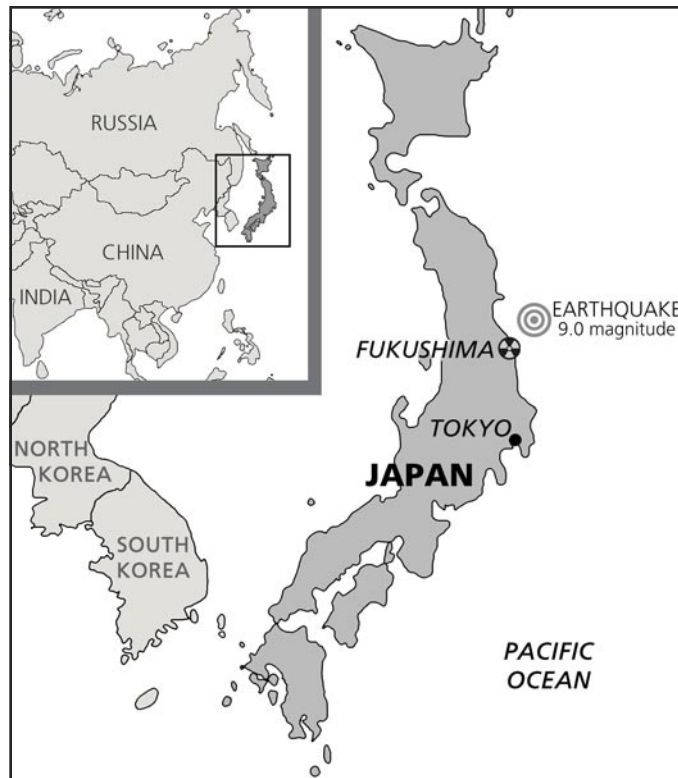 RUSSIA
CHINA
INDIA
EARTHQUAKE
9.0 magnitude
FUKUSHIMA
TOKYO
JAPAN
NORTH
KOREA
SOUTH
KOREA
PACIFIC
OCEAN